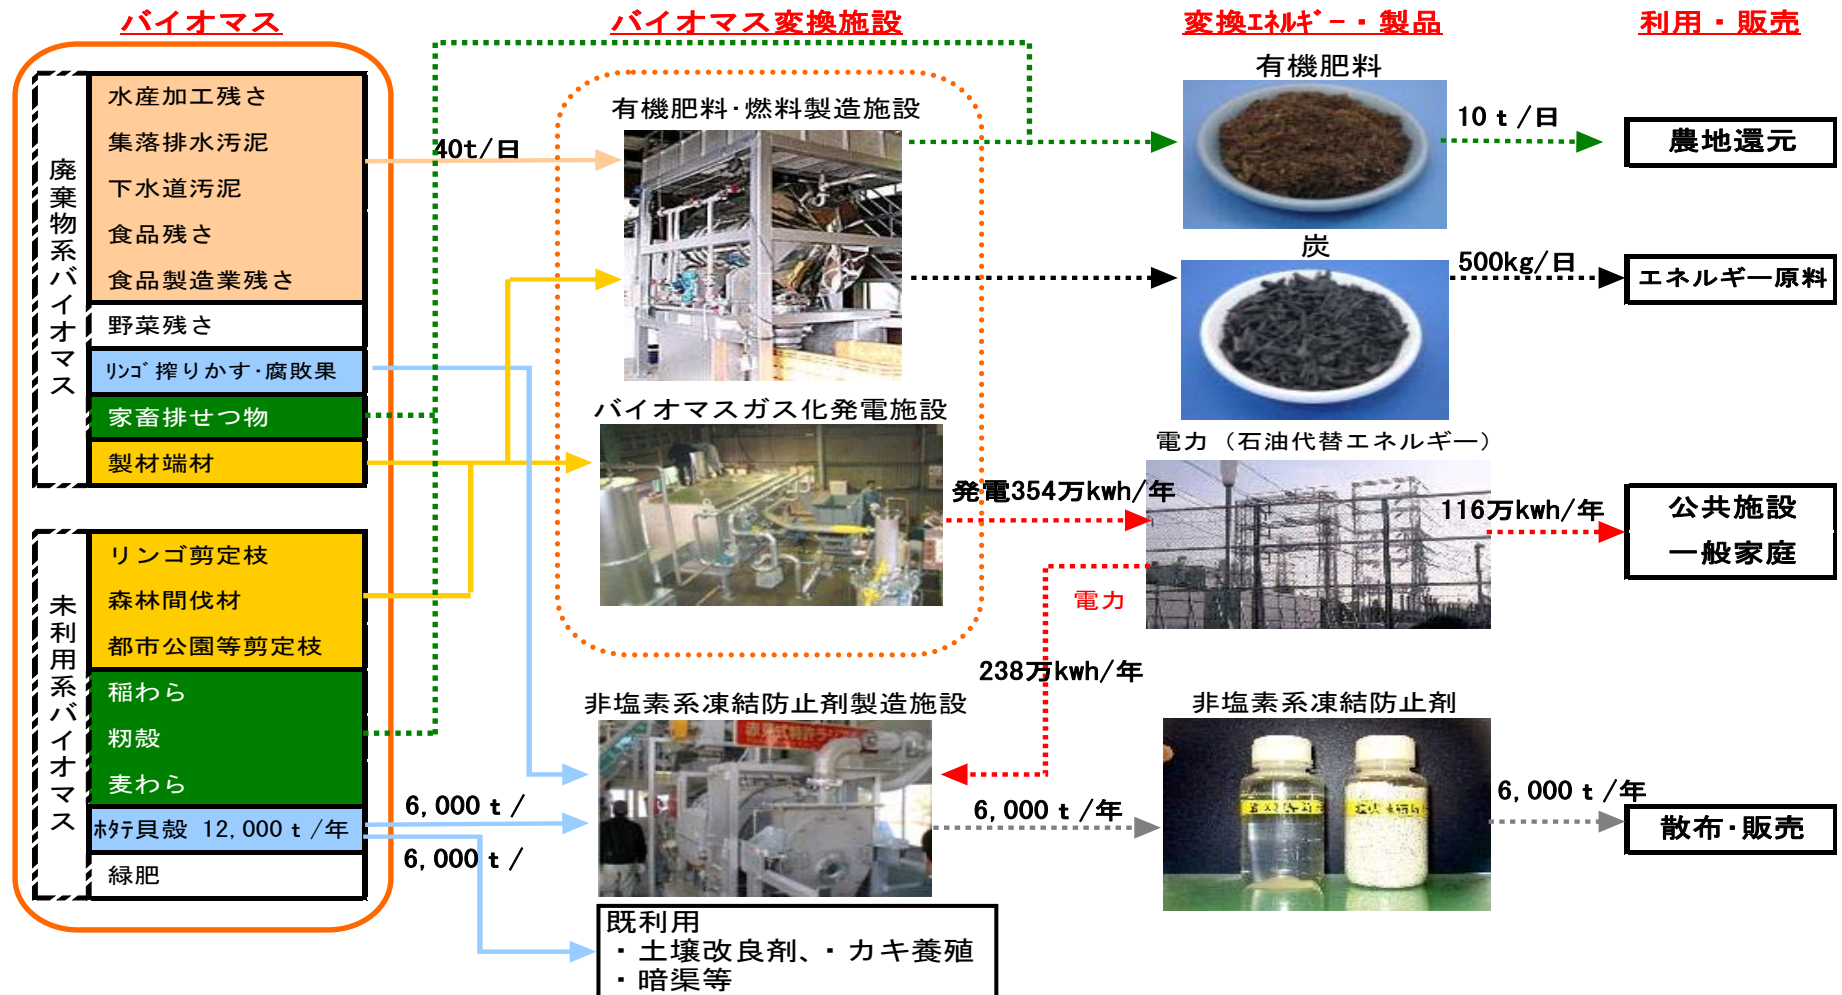 バイオマス
バイオマス変換施設
変換ｴﾈﾙｷﾞｰ・製品
利用・販売
廃棄物系バイオマス
水産加工残さ
集落排水汚泥
下水道汚泥
食品残さ
食品製造業残さ
野菜残さ
ﾘﾝｺﾞ搾りかす・腐敗果
家畜排せつ物
製材端材
未利用系バイオマス
リンゴ剪定枝
森林間伐材
都市公園等剪定枝
稲わら
籾殻
麦わら
ﾎﾀﾃ貝殻 12,000ｔ/年
緑肥
40t/日
6,000ｔ/
6,000ｔ/
有機肥料･燃料製造施設
バイオマスガス化発電施設
非塩素系凍結防止剤製造施設
既利用
・土壌改良剤、・カキ養殖
・暗渠等
発電354万kwh/年
電力
238万kwh/年
6,000ｔ/年
有機肥料
炭
電力（石油代替エネルギー）
非塩素系凍結防止剤
10ｔ/日
500kg/日
116万kwh/年
6,000ｔ/年
農地還元
エネルギー原料
公共施設
一般家庭
散布･販売